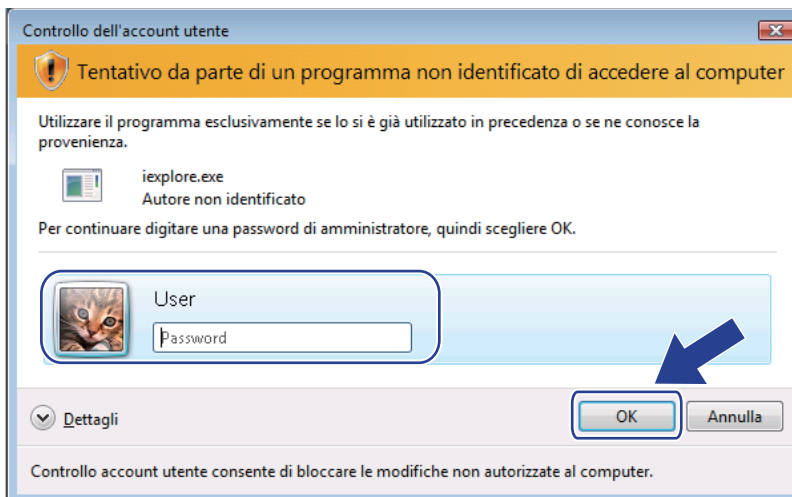 Controllo dell'account utente
Tentativo da parte di un programma non identificato di accedere al computer
Utilizzare il programma esclusivamente se lo si è già utilizzato in precedenza o se ne conosce la
provenienza.
iexplore.exe
Autore non identificato
Per continuare digitare una password di amministratore, quindi scegliere OK.
User
Password
Dettagli
OK
Annulla
Controllo account utente consente di bloccare le modifiche non autorizzate al computer.